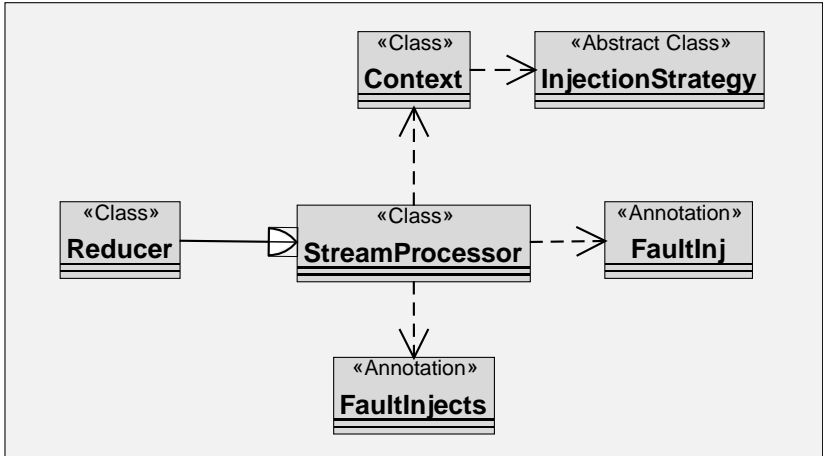 «Class»
Context
«Abstract Class»
InjectionStrategy
«Class»
Reducer
«Class»
StreamProcessor
«Annotation»
FaultInj
«Annotation»
FaultInjects